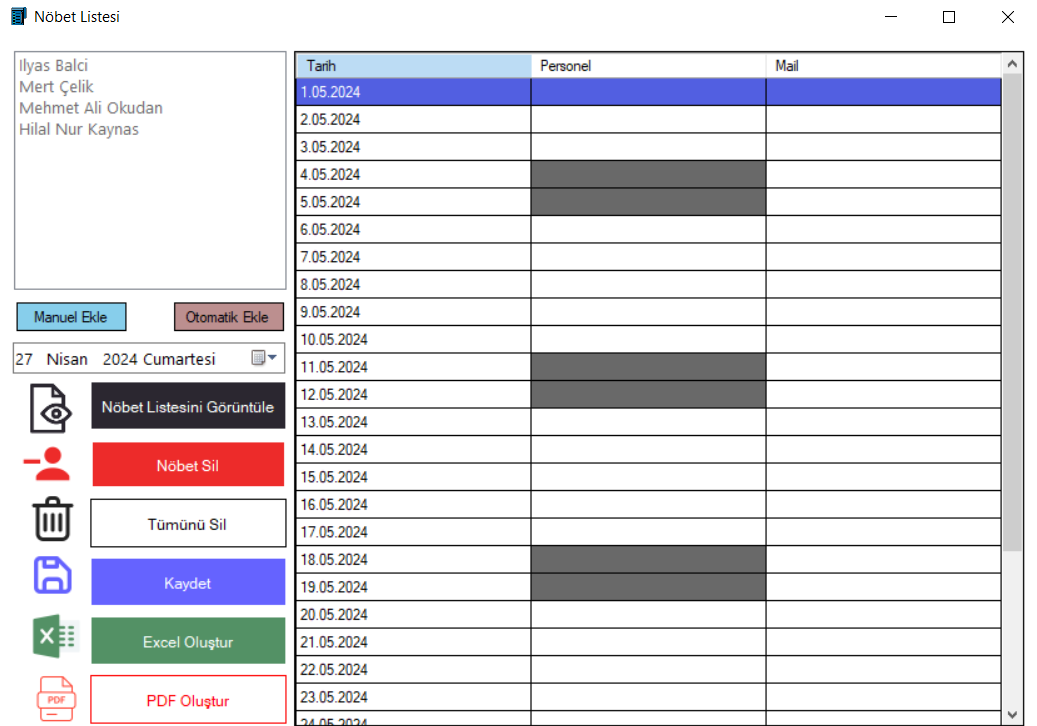 Nöbet Listesi
Ilyas Balci
Mert Çelik
Mehmet Ali Okudan
Hilal Nur Kaynas
Manuel Ekle
Otomatik Ekle
27 Nisan 2024 Cumartesi
Nöbet Listesini Görüntüle
Nöbet Sil
Tümünü Sil
Kaydet
Excel Oluştur
PDF
PDF Oluştur
Tarih Personel Mail
1.05.2024
2.05.2024
3.05.2024
4.05.2024
5.05.2024
6.05.2024
7.05.2024
8.05.2024
9.05.2024
10.05.2024
11.05.2024
12.05.2024
13.05.2024
14.05.2024
15.05.2024
16.05.2024
17.05.2024
18.05.2024
19.05.2024
20.05.2024
21.05.2024
22.05.2024
23.05.2024
24.05.2024